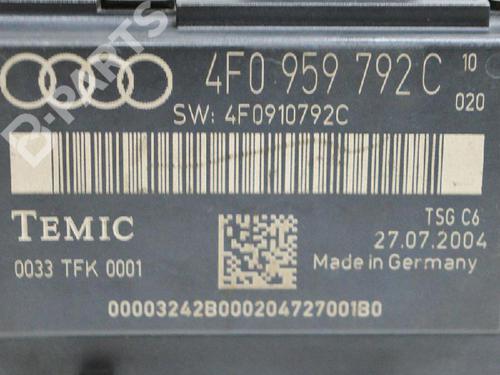 B-PARTS
4F0 959 792 C 10
020
SW: 4F0910792C
TEMIC
TSG C6
27.07.2004
0033 TFK 0001
Made in Germany
00003242B000204727001B0